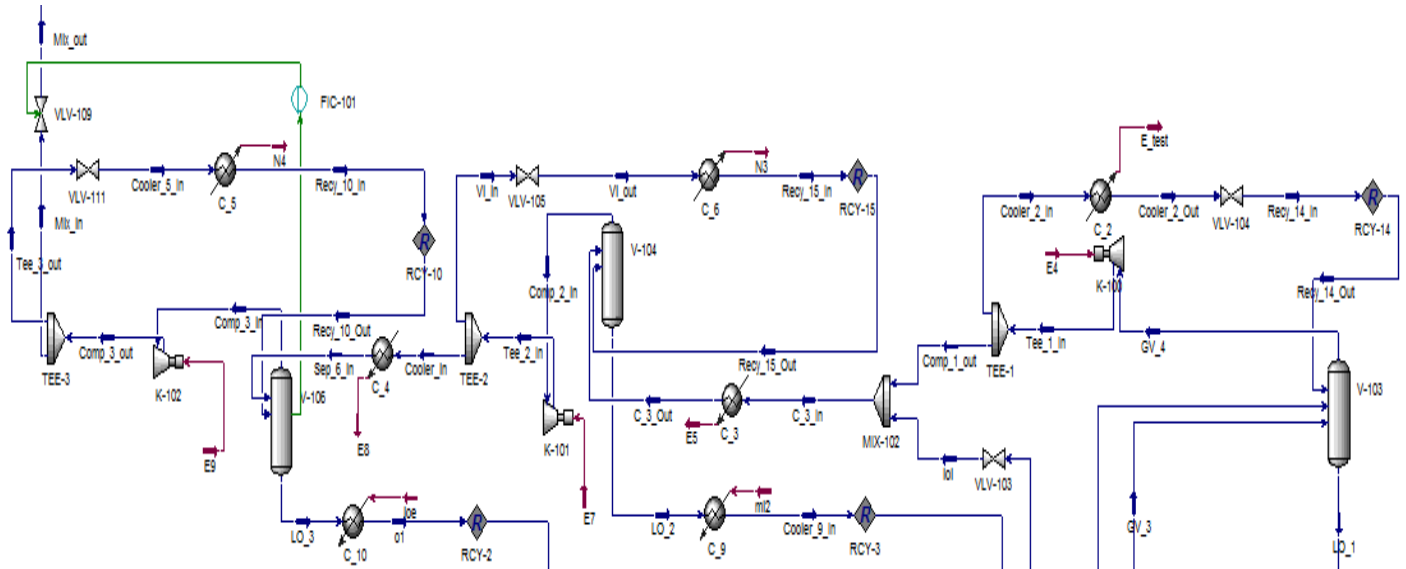 Mix_out
FIC-101
VLV-109
E_test
N4
N3
VLV-111
Cooler_5_In
C_5
Recy_10_In
VI_In
VLV-105
VI_out
C_6
Recy_15_In
RCY-15
Cooler_2_In
C_2
Cooler_2_Out
VLV-104
Recy_14_In
RCY-14
Mix_In
Tee_3_out
R
RCY-10
V-104
E4
K-100
Comp_2_In
Recy_14_Out
Comp_3_In
Recy_10_Out
Tee_2_In
Recy_15_Out
Comp_1_out
Tee_1_In
GV_4
TEE-3
Comp_3_out
K-102
Sep_6_In
C_4
Cooler_In
TEE-2
TEE-1
V-103
V-106
C_3_Out
C_3
C_3_In
MIX-102
E5
E9
E8
K-101
lol
VLV-103
E7
GV_3
LO_3
loe
o1
C_10
RCY-2
LO_2
ml2
C_9
Cooler_9_In
RCY-3
LO_1